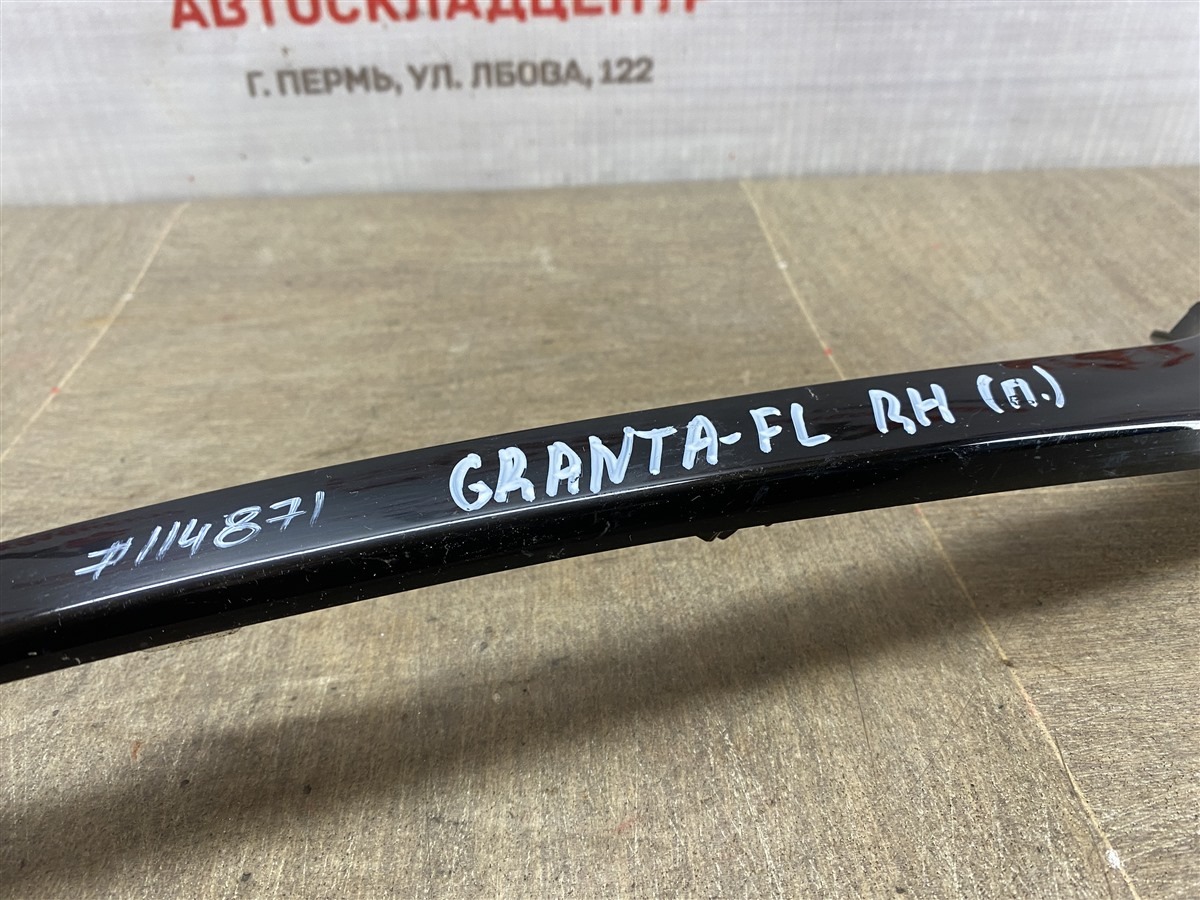 АВТОСКЛАДЦЕНТР
Г. ПЕРМЬ, УЛ. ЛБОВА, 122
GRANTA-FL RH (п.)
#114871